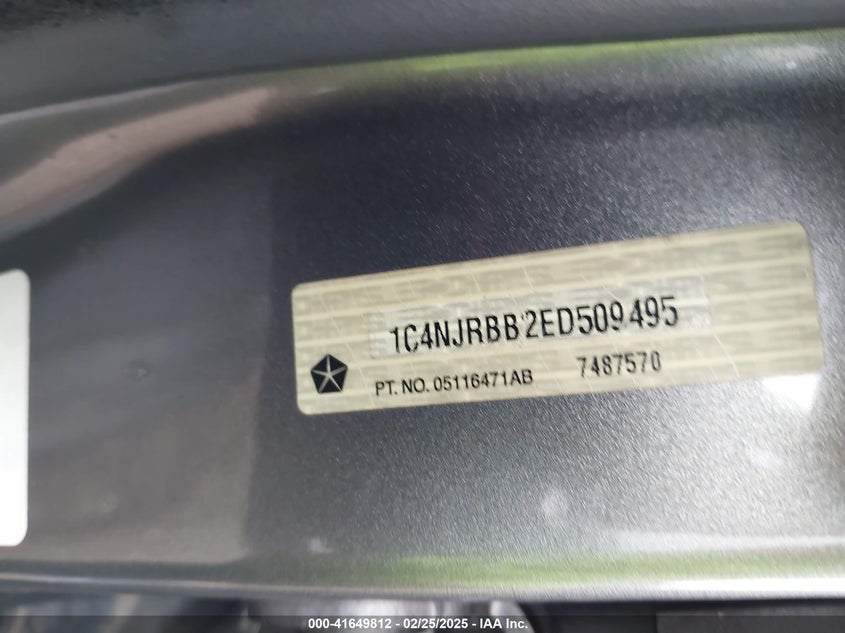 1C4NJRBB2ED509495
PT. NO. 05116471AB 7487570
000-41649812 / 02/25/2025 - IAA Inc.